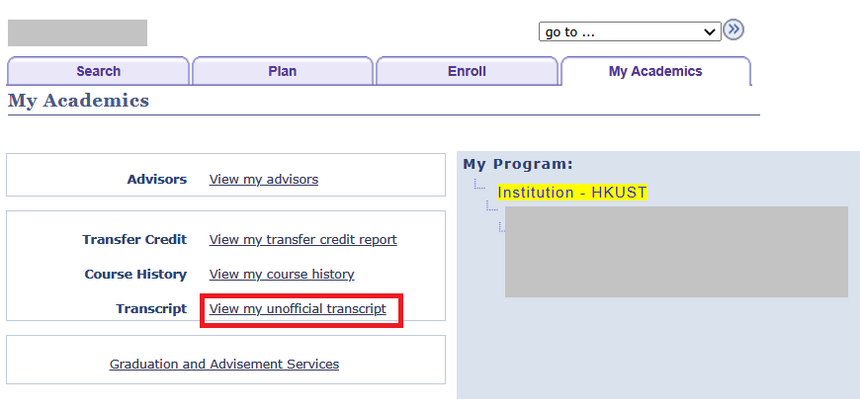 go to ...
Search
Plan
Enroll
My Academics
My Academics
Advisors View my advisors
Transfer Credit View my transfer credit report
Course History View my course history
Transcript View my unofficial transcript
Graduation and Advisement Services
My Program:
Institution - HKUST